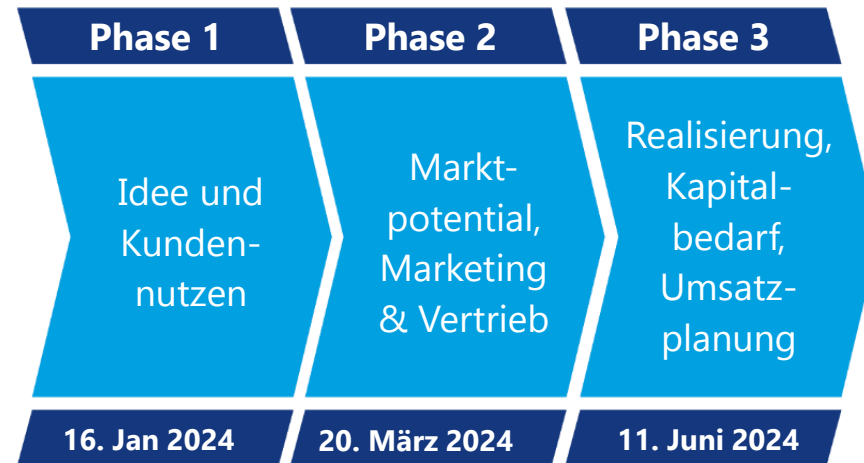 Phase 1
Phase 2
Phase 3
Idee und
Kunden-
nutzen
Markt-
potential,
Marketing
& Vertrieb
Realisierung,
Kapital-
bedarf,
Umsatz-
planung
16. Jan 2024
20. März 2024
11. Juni 2024